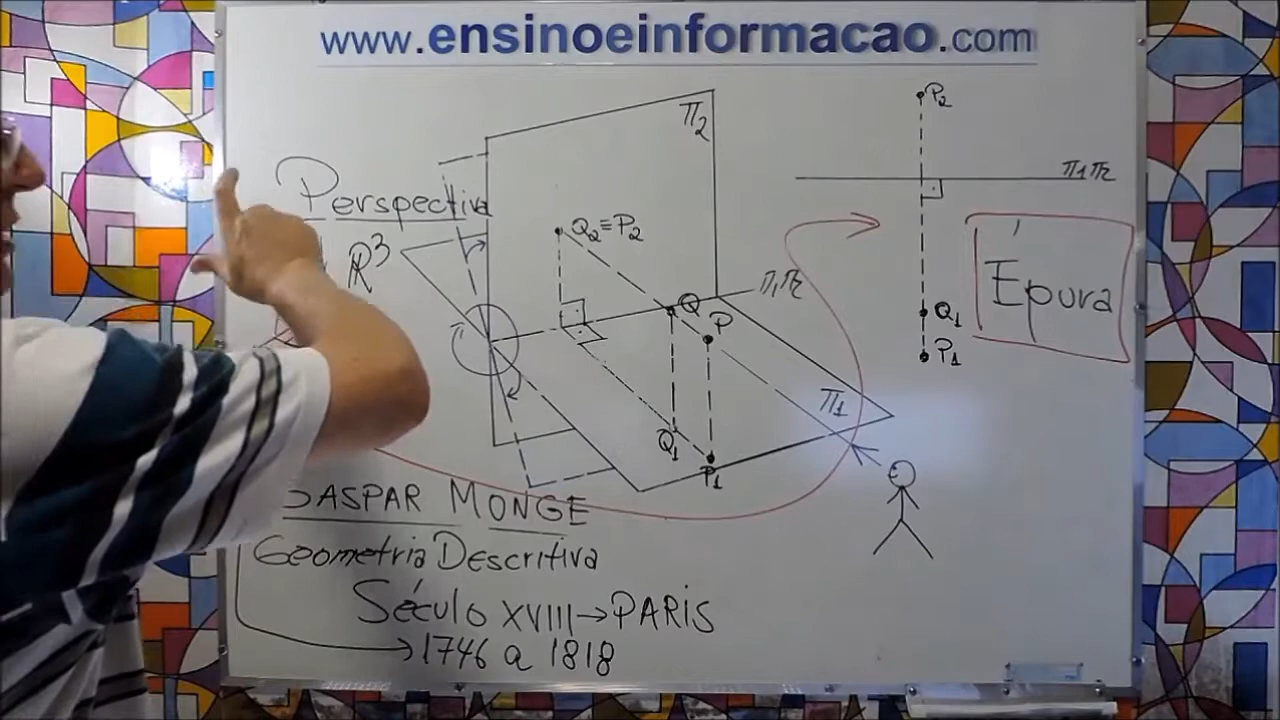 www.ensinoeinformacao.com
Perspectiva
R³
π2
Q2≡P2
Q
P
π1π2
π1
Q1
P1
P2
π1π2
Q1
P1
Épura
GASPAR MONGE
Geometria Descritiva
Século XVIII→PARIS
→1746 a 1818